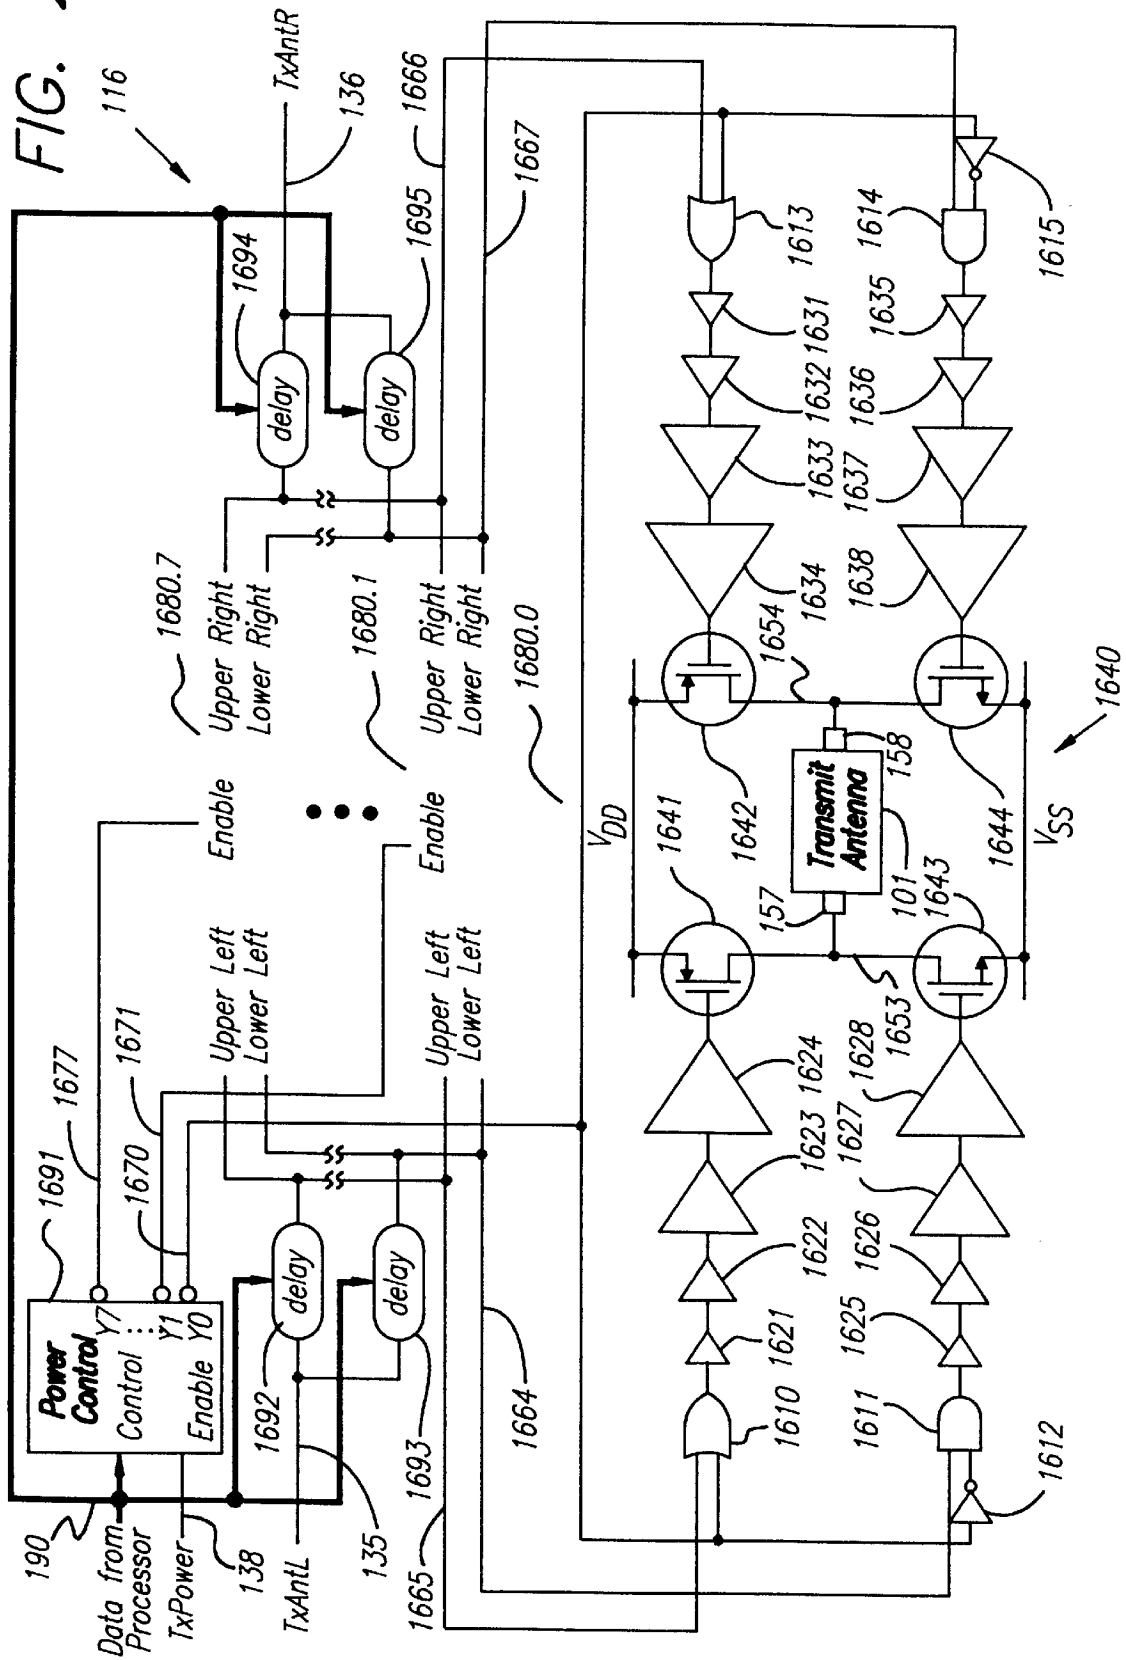 FIG.
116
190
Data from
Processor
TxPower
138
TxAntL
135
1665
Power
Control
Control
Enable
Y7
Y1
Y0
1691
1677
1670
1671
1692
delay
1693
delay
1664
Upper Left
Lower Left
Upper Left
Lower Left
Enable
Enable
1680.7
Upper Right
Lower Right
1680.1
Upper Right
Lower Right
1680.0
1694
delay
1695
delay
TxAntR
136
1666
1667
1610
1621
1622
1623
1624
1641
VDD
1642
1654
1634
1633
1632
1631
1613
157
Transmit
Antenna
158
101
1611
1612
1625
1626
1627
1628
1653
1643
1644
VSS
1640
1638
1637
1636
1635
1614
1615